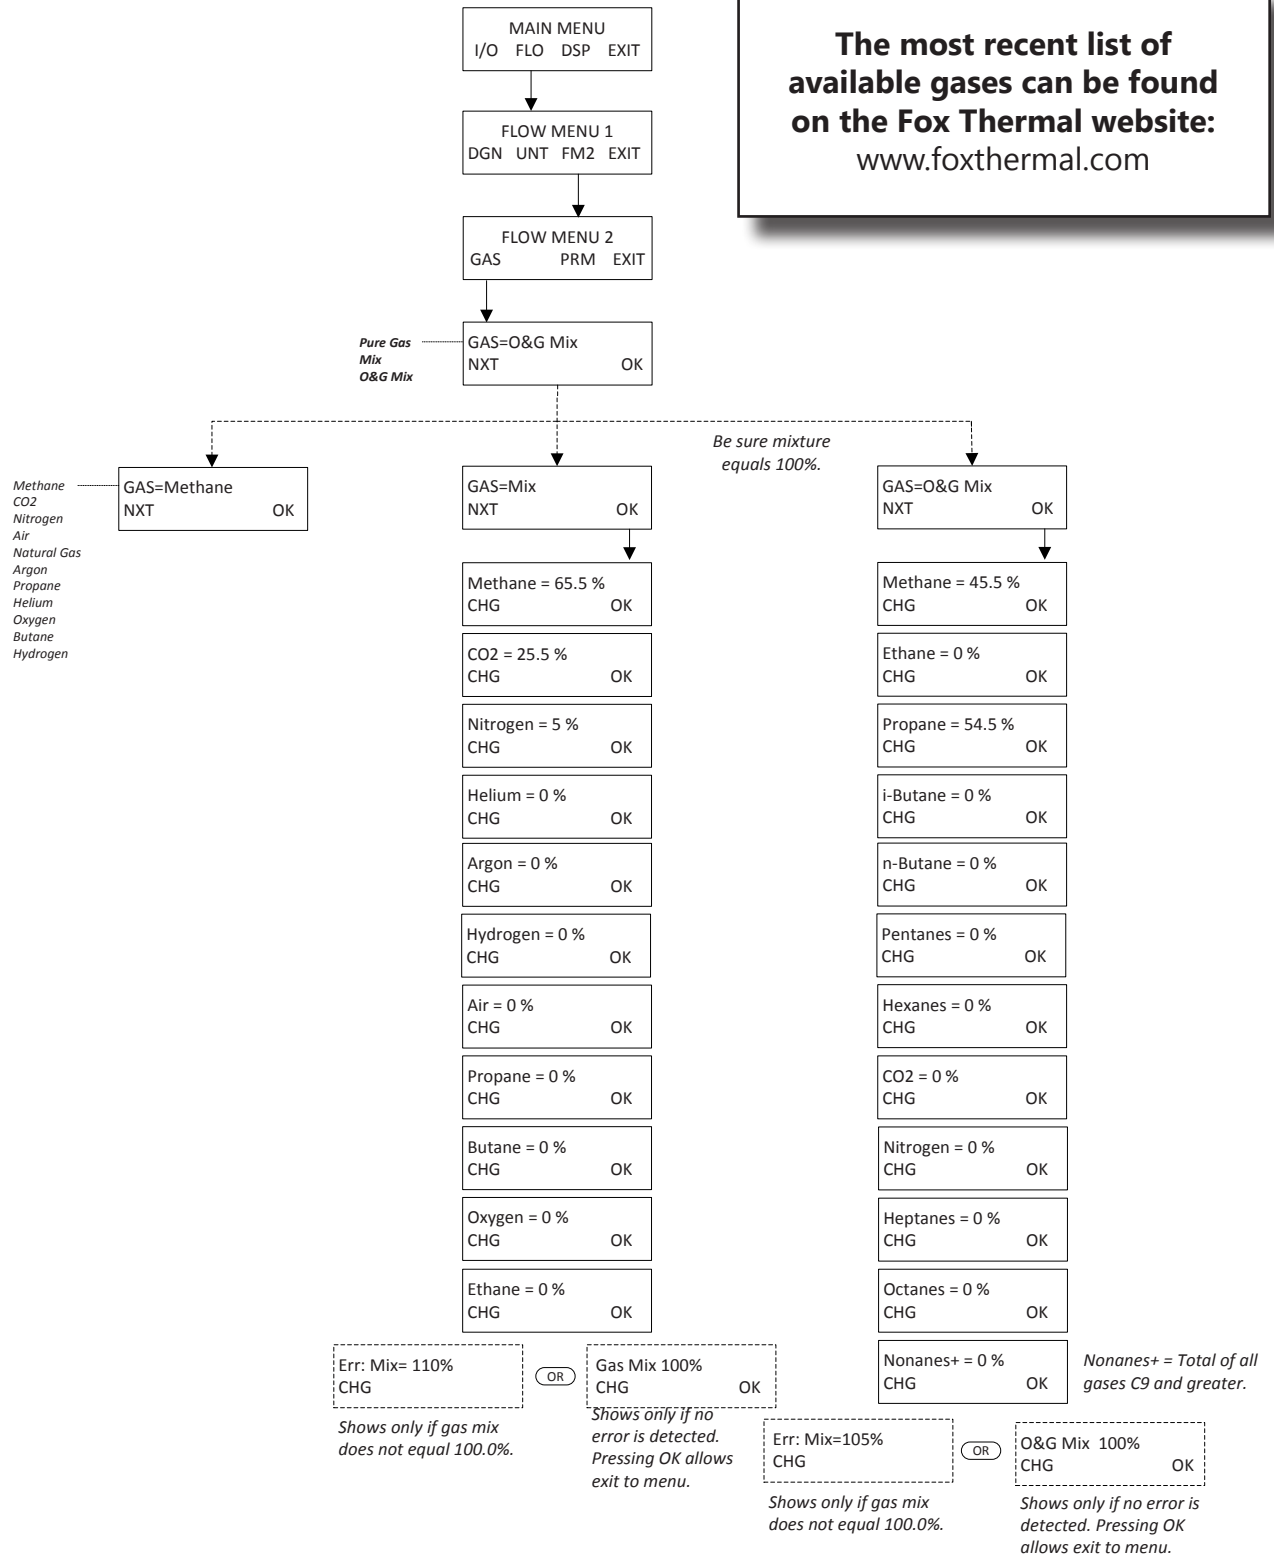 MAIN MENU
I/O FLO DSP EXIT
The most recent list of
available gases can be found
on the Fox Thermal website:
www.foxthermal.com
FLOW MENU 1
DGN UNT FM2 EXIT
FLOW MENU 2
GAS PRM EXIT
Pure Gas
Mix
O&G Mix
GAS=O&G Mix
NXT OK
Be sure mixture
equals 100%.
Methane
CO2
Nitrogen
Air
Natural Gas
Argon
Propane
Helium
Oxygen
Butane
Hydrogen
GAS=Methane
NXT OK
GAS=Mix
NXT OK
Methane = 65.5 %
CHG OK
CO2 = 25.5 %
CHG OK
Nitrogen = 5 %
CHG OK
Helium = 0 %
CHG OK
Argon = 0 %
CHG OK
Hydrogen = 0 %
CHG OK
Air = 0 %
CHG OK
Propane = 0 %
CHG OK
Butane = 0 %
CHG OK
Oxygen = 0 %
CHG OK
Ethane = 0 %
CHG OK
Err: Mix= 110%
CHG
Shows only if gas mix
does not equal 100.0%.
OR
Gas Mix 100%
CHG OK
Shows only if no
error is detected.
Pressing OK allows
exit to menu.
GAS=O&G Mix
NXT OK
Methane = 45.5 %
CHG OK
Ethane = 0 %
CHG OK
Propane = 54.5 %
CHG OK
i-Butane = 0 %
CHG OK
n-Butane = 0 %
CHG OK
Pentanes = 0 %
CHG OK
Hexanes = 0 %
CHG OK
CO2 = 0 %
CHG OK
Nitrogen = 0 %
CHG OK
Heptanes = 0 %
CHG OK
Octanes = 0 %
CHG OK
Nonanes+ = 0 %
CHG OK
Nonanes+ = Total of all
gases C9 and greater.
Err: Mix=105%
CHG
Shows only if gas mix
does not equal 100.0%.
OR
O&G Mix 100%
CHG OK
Shows only if no error is
detected. Pressing OK
allows exit to menu.